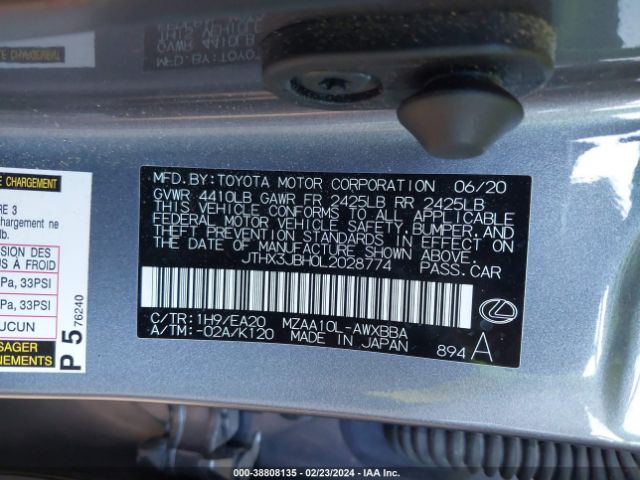 MFD.BY:TOYOTA MOTOR CORPORATION 06/20
GVWR 4410LB GAWR FR 2425LB RR 2425LB
THIS VEHICLE CONFORMS TO ALL APPLICABLE
FEDERAL MOTOR VEHICLE SAFETY,BUMPER,AND
THEFT PREVENTION STANDARDS IN EFFECT
ON THE DATE OF MANUFACTURE SHOWN ABOVE.
JTHX3JBH0L2028774 PASS.CAR
C/TR:1H9/EA20 MZAA10L-AWXBBA
A/TM:-02A/K120 MADE IN JAPAN
894 A
E CHARGEMENT
RE 3
hargement ne
lb.
SION DES
US À FROID
Pa, 33PSI
Pa, 33PSI
UCUN
SAGER
NNEMENTS
P 5 76240
000-38808135 - 02/23/2024 - IAA Inc.